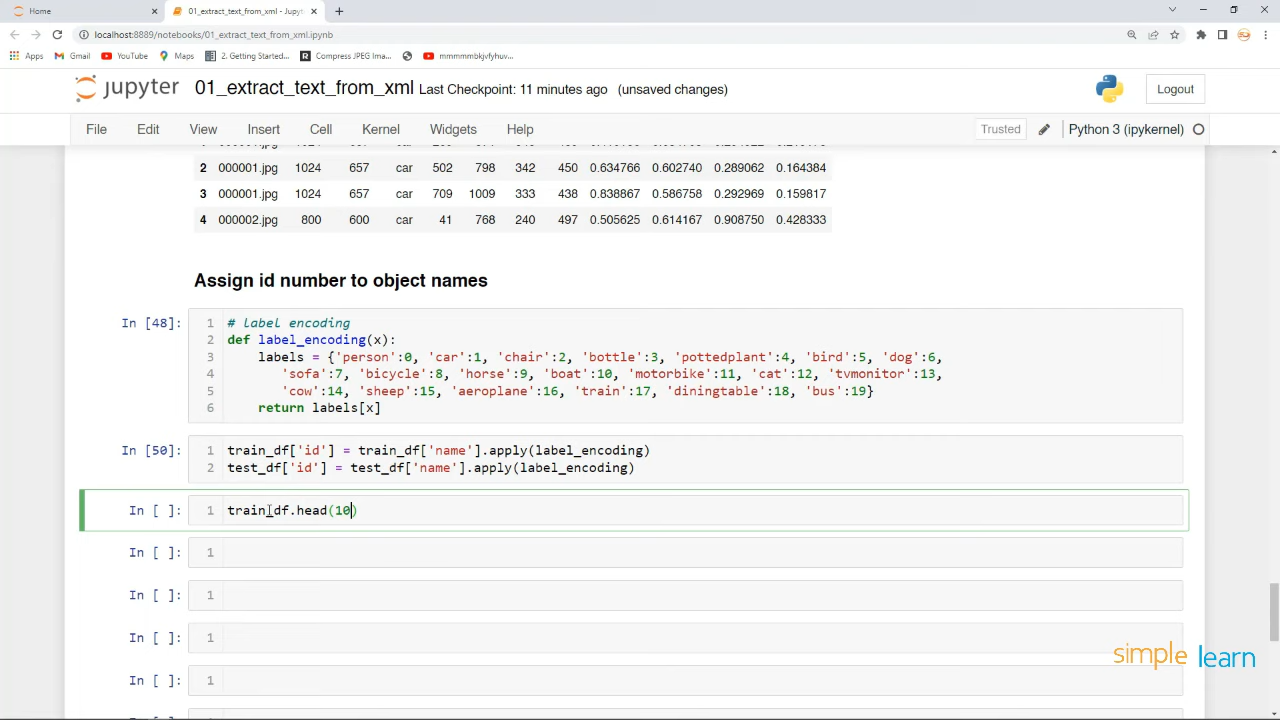 Home
01_extract_text_from_xml - Jupyt
localhost:8889/notebooks/01_extract_text_from_xml.ipynb
Apps Gmail YouTube Maps 2. Getting Started... Compress JPEG Ima...
jupyter 01_extract_text_from_xml Last Checkpoint: 11 minutes ago (unsaved changes) Logout
File Edit View Insert Cell Kernel Widgets Help Trusted Python 3 (ipykernel)
2 000001.jpg 1024 657 car 502 798 342 450 0.634766 0.602740 0.289062 0.164384
3 000001.jpg 1024 657 car 709 1009 333 438 0.838867 0.586758 0.292969 0.159817
4 000002.jpg 800 600 car 41 768 240 497 0.505625 0.614167 0.908750 0.428333
Assign id number to object names
In [48]: 1 # label encoding
2 def label_encoding(x):
3 labels = {'person':0, 'car':1, 'chair':2, 'bottle':3, 'pottedplant':4, 'bird':5, 'dog':6,
4 'sofa':7, 'bicycle':8, 'horse':9, 'boat':10, 'motorbike':11, 'cat':12, 'tvmonitor':13,
5 'cow':14, 'sheep':15, 'aeroplane':16, 'train':17, 'diningtable':18, 'bus':19}
6 return labels[x]
In [50]: 1 train_df['id'] = train_df['name'].apply(label_encoding)
2 test_df['id'] = test_df['name'].apply(label_encoding)
In [ ]: 1 train_df.head(10)
In [ ]: 1
In [ ]: 1
In [ ]: 1
In [ ]: 1
simplelearn